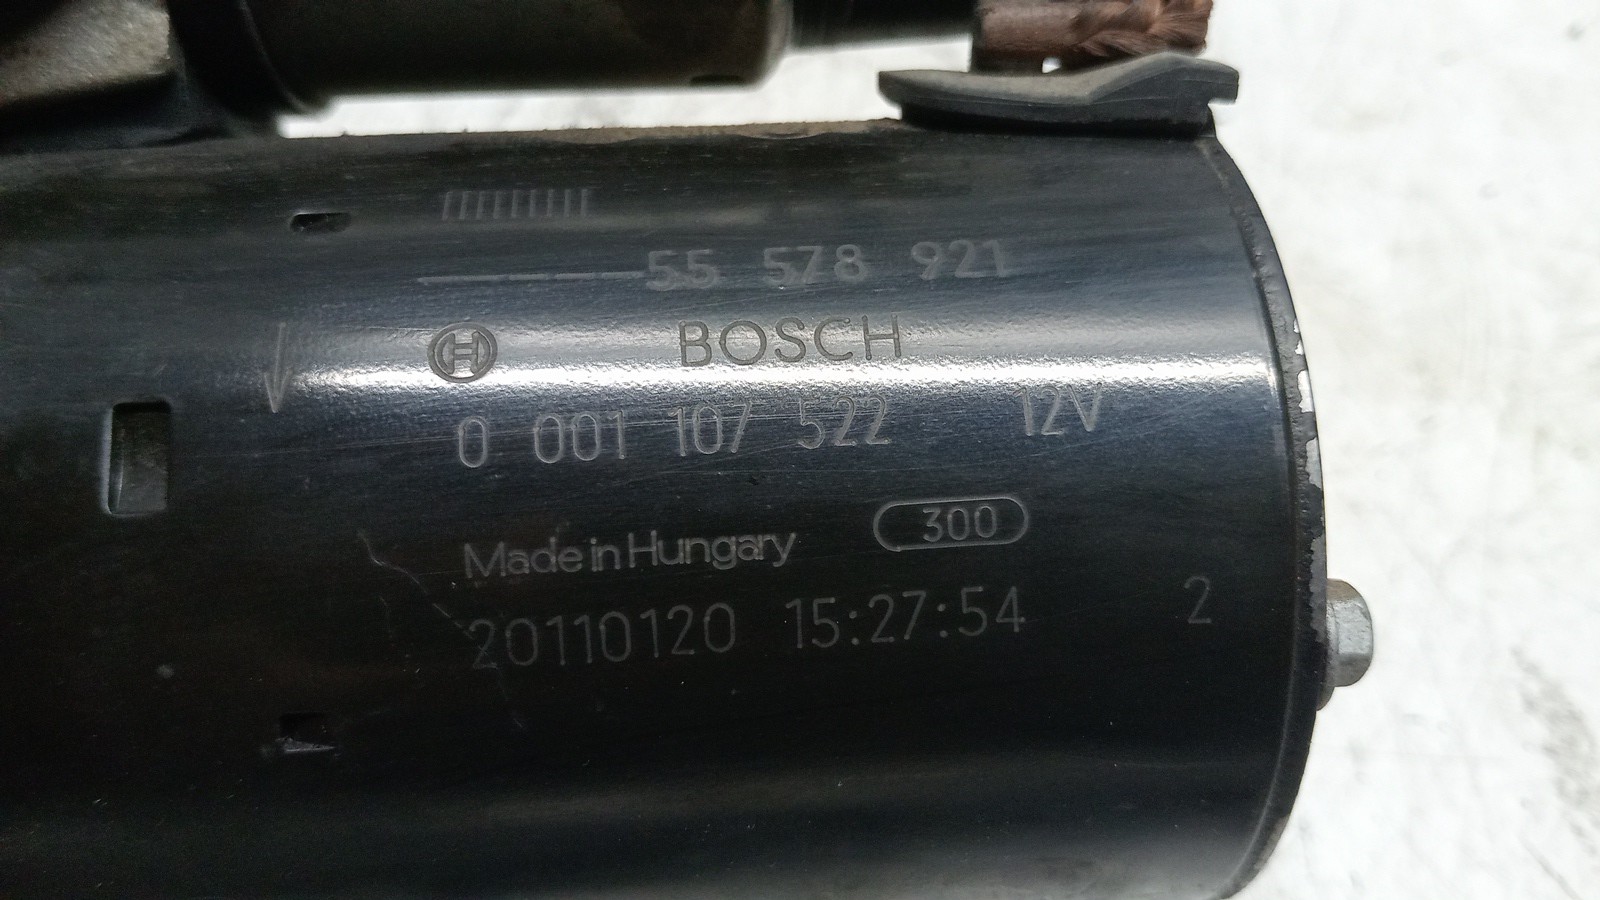 55 578 921
BOSCH
0 001 107 522 12V
Made in Hungary 300
20110120 15:27:54 2